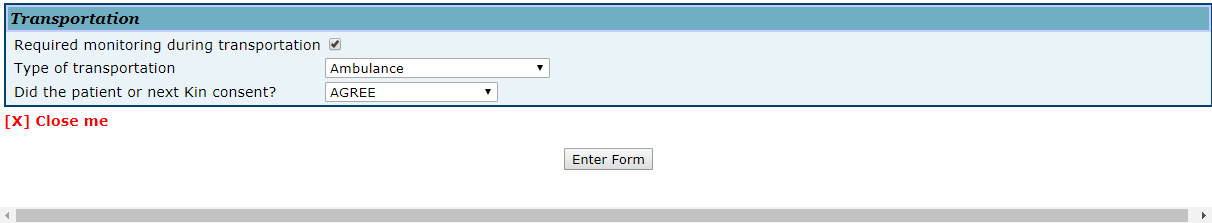 Transportation
Required monitoring during transportation
Type of transportation Ambulance
Did the patient or next Kin consent? AGREE
[X] Close me
Enter Form